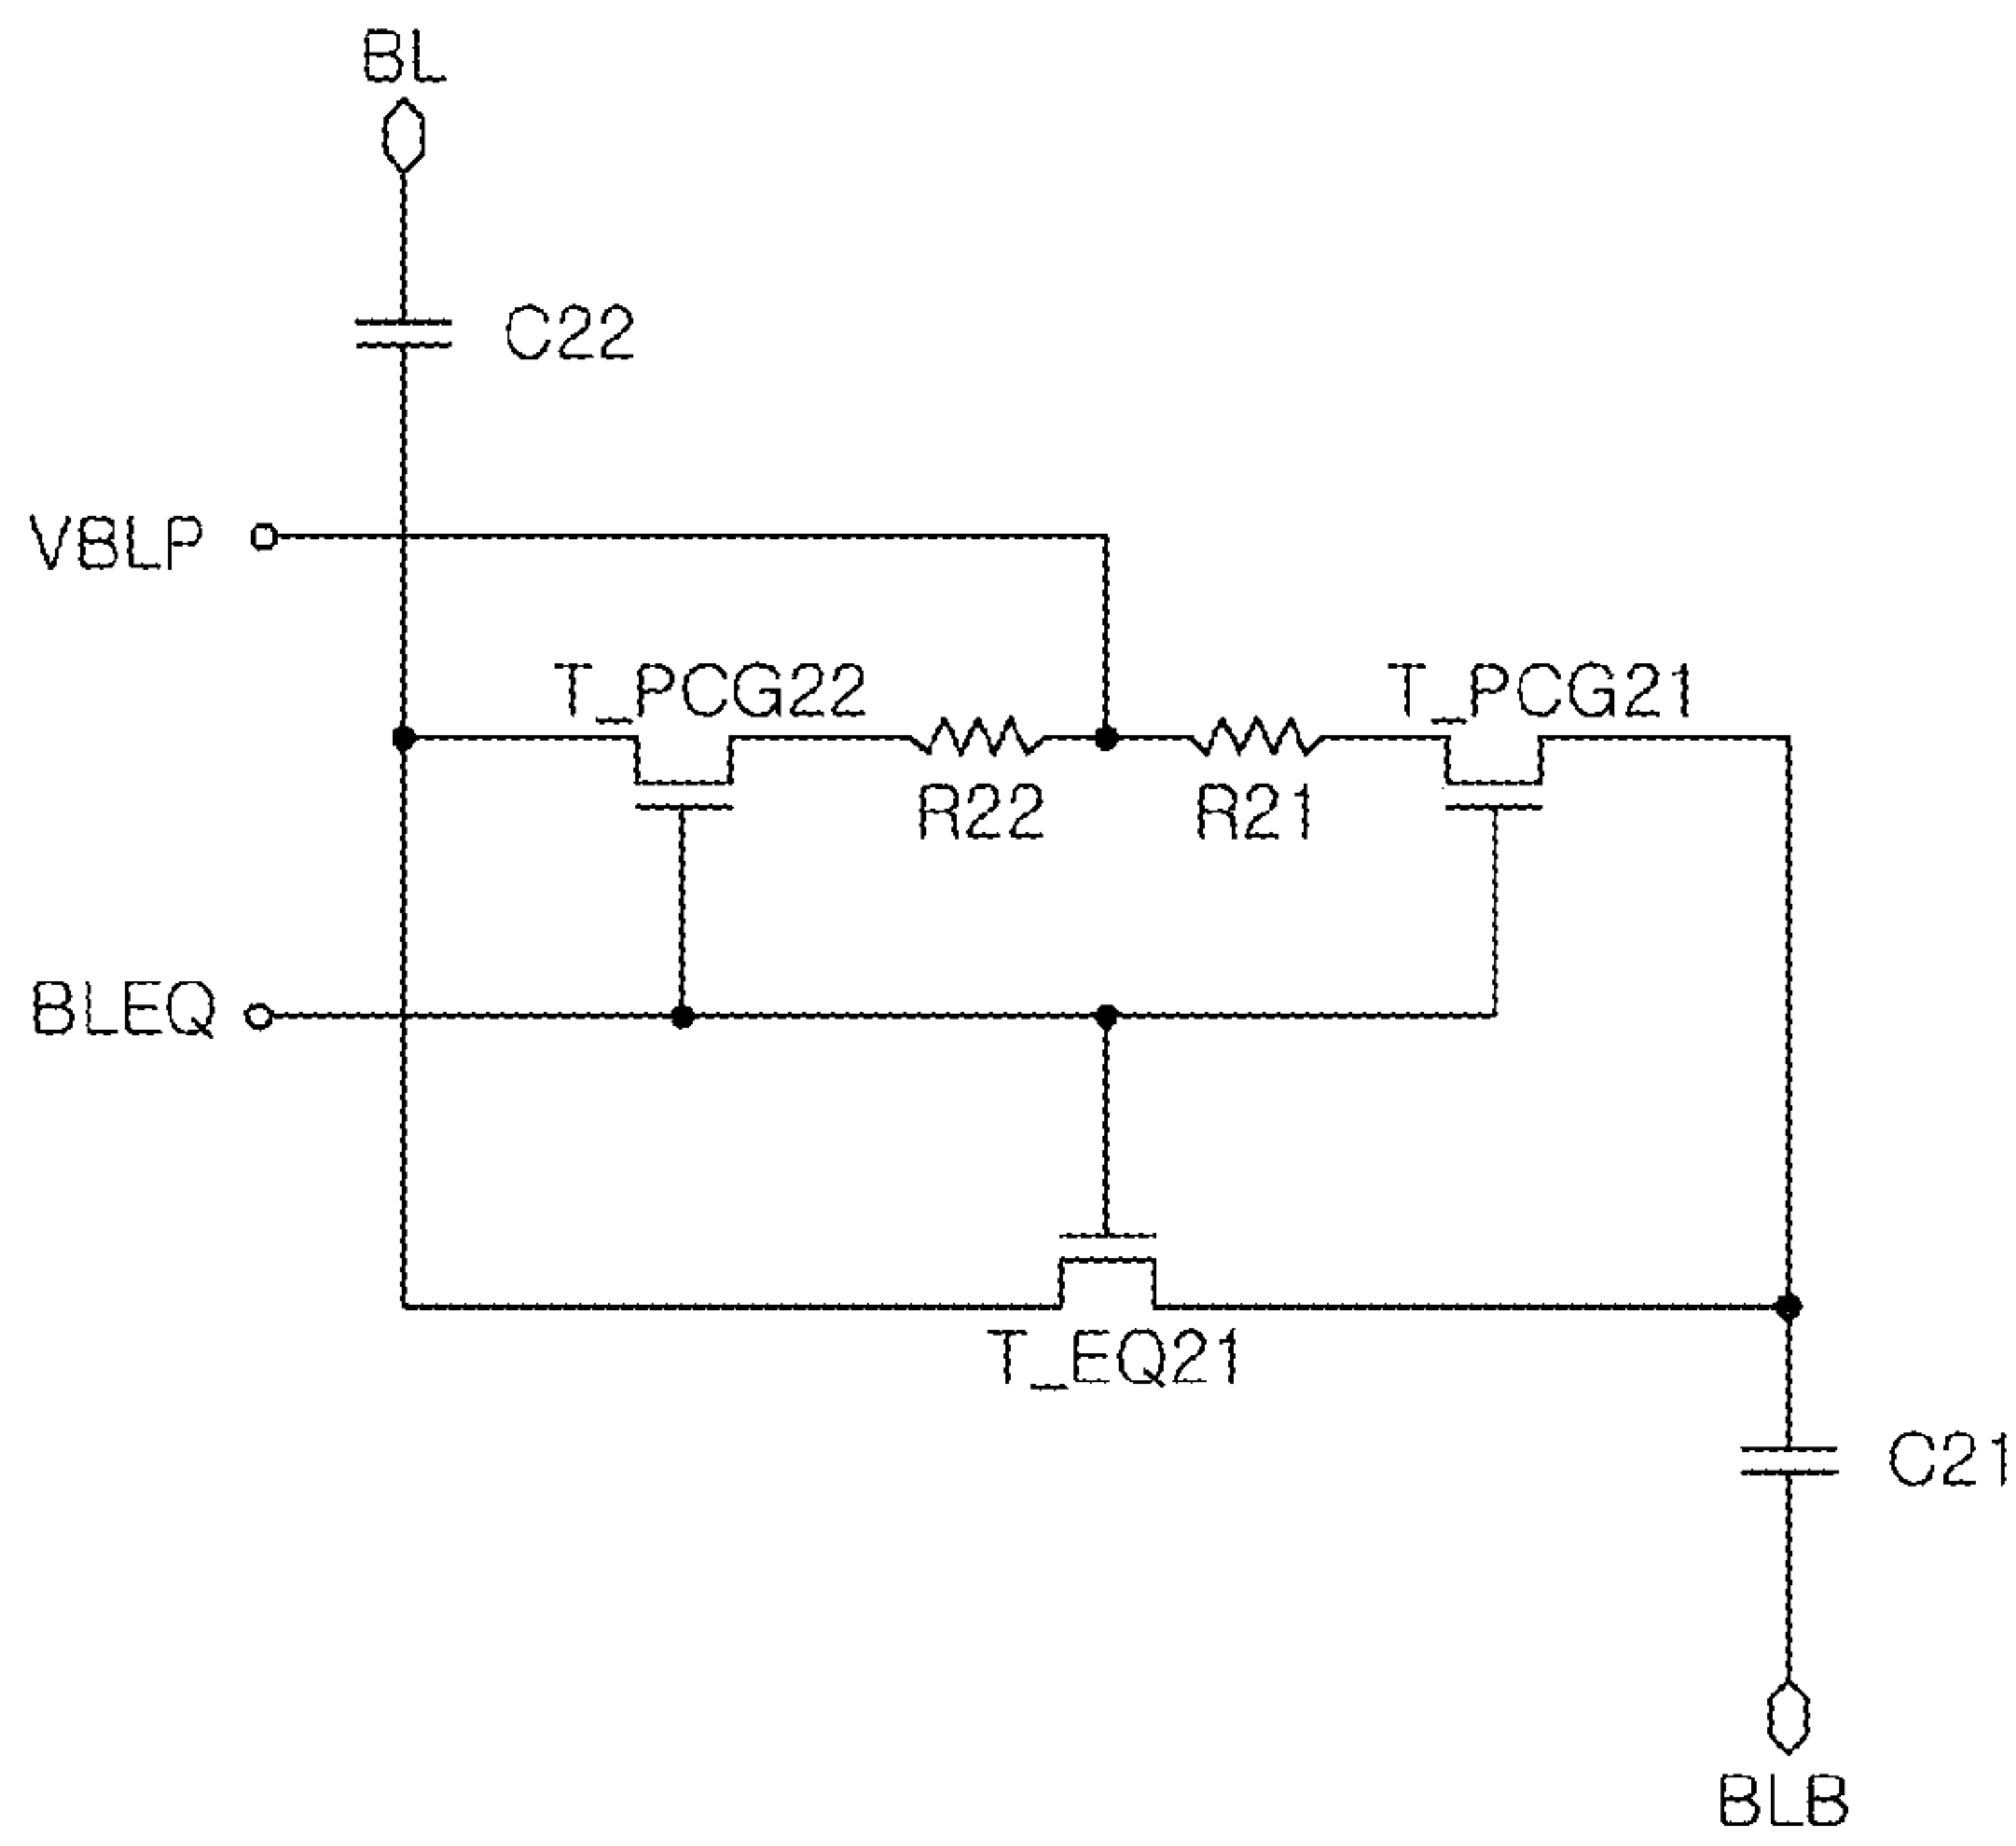 BL
C22
VBLP
T_PCG22
T_PCG21
R22
R21
BLEQ
T_EQ21
C21
BLB